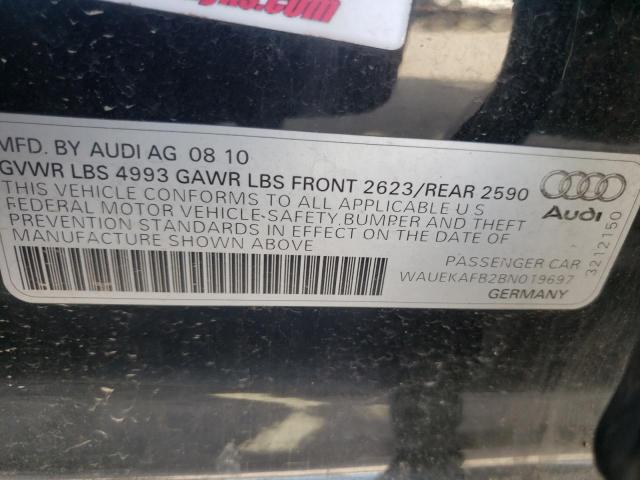 MFD. BY AUDI AG 08 10
GVWR LBS 4993 GAWR LBS FRONT 2623/REAR 2590
THIS VEHICLE CONFORMS TO ALL APPLICABLE U S
FEDERAL MOTOR VEHICLE-SAFETY,BUMPER AND THEFT
PREVENTION STANDARDS IN EFFECT ON THE DATE OF
MANUFACTURE SHOWN ABOVE
PASSENGER CAR
WAUEKAFB2BN019697
GERMANY
Audi
3212150